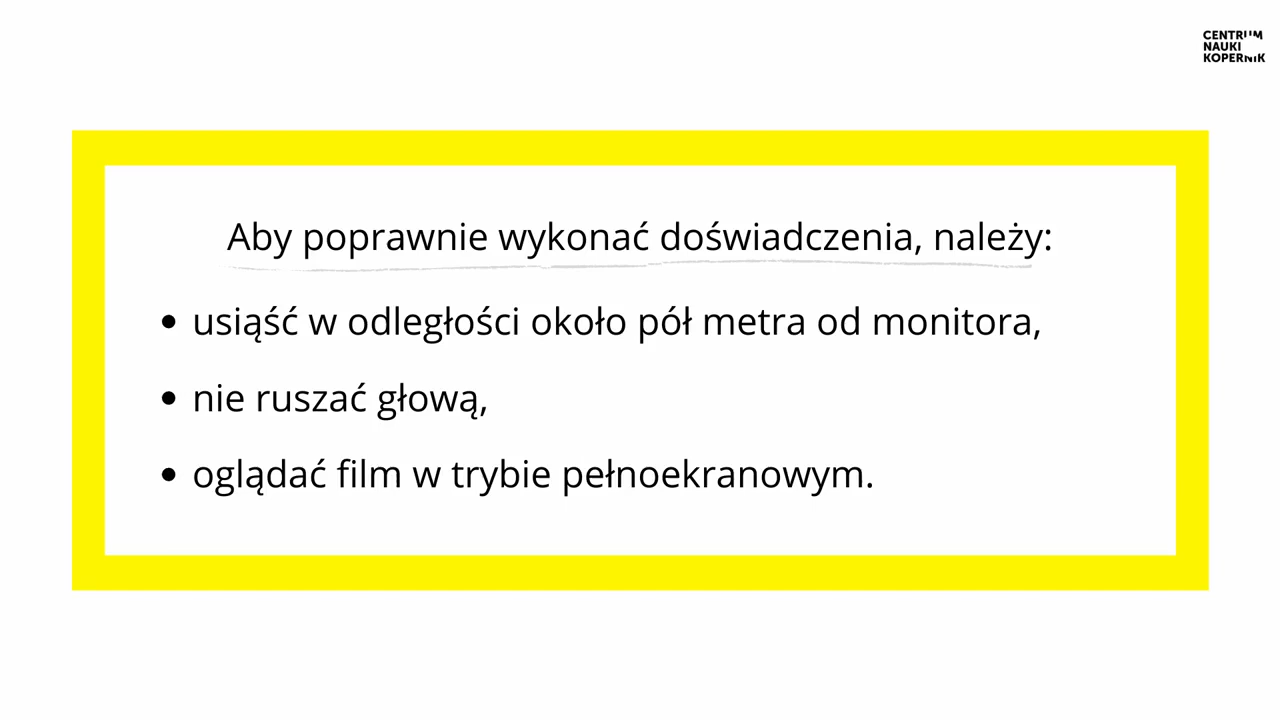 CENTRUM
NAUKI
KOPERNIK
Aby poprawnie wykonać doświadczenia, należy:
• usiąść w odległości około pół metra od monitora,
• nie ruszać głową,
• oglądać film w trybie pełnoekranowym.